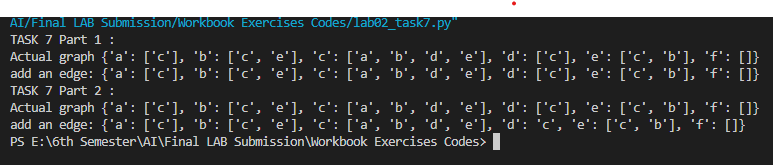 AI/Final LAB Submission/Workbook Exercises Codes/lab02_task7.py"
TASK 7 Part 1 :
Actual graph {'a': ['c'], 'b': ['c', 'e'], 'c': ['a', 'b', 'd', 'e'], 'd': ['c'], 'e': ['c', 'b'], 'f': []}
add an edge: {'a': ['c'], 'b': ['c', 'e'], 'c': ['a', 'b', 'd', 'e'], 'd': ['c'], 'e': ['c', 'b'], 'f': []}
TASK 7 Part 2 :
Actual graph {'a': ['c'], 'b': ['c', 'e'], 'c': ['a', 'b', 'd', 'e'], 'd': ['c'], 'e': ['c', 'b'], 'f': []}
add an edge: {'a': ['c'], 'b': ['c', 'e'], 'c': ['a', 'b', 'd', 'e'], 'd': 'c', 'e': ['c', 'b'], 'f': []}
PS E:\6th Semester\AI\Final LAB Submission\Workbook Exercises Codes>